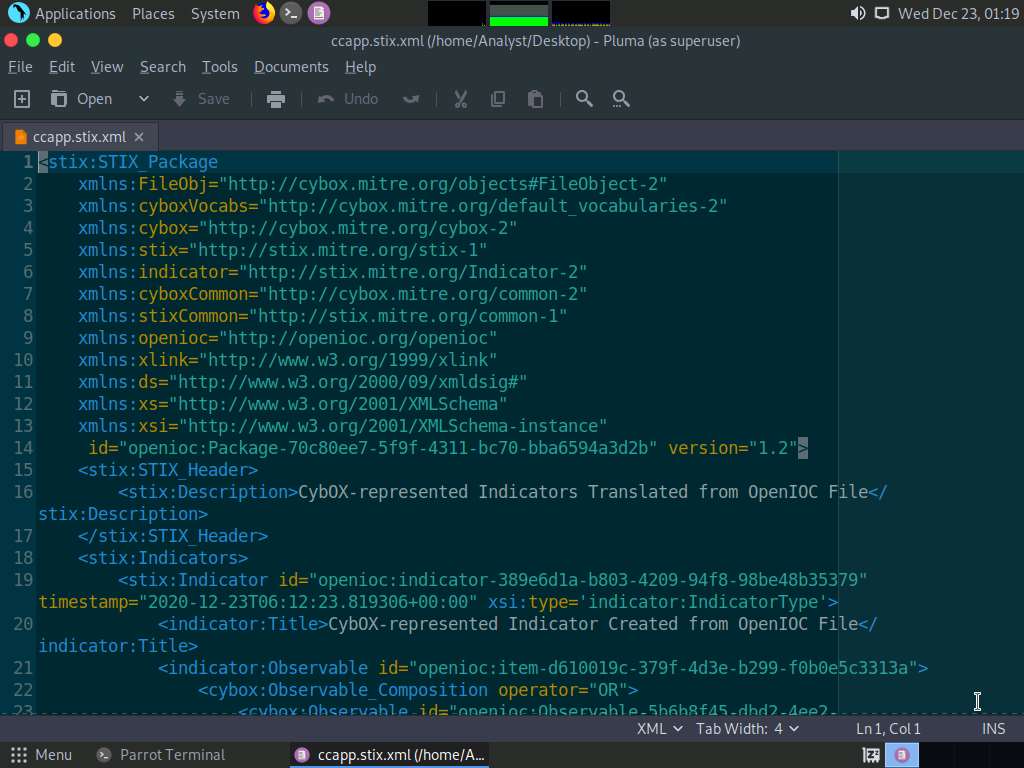 Applications Places System Wed Dec 23, 01:19
ccapp.stix.xml (/home/Analyst/Desktop) - Pluma (as superuser)
File Edit View Search Tools Documents Help
Open Save Undo
ccapp.stix.xml ×
1 <stix:STIX_Package
2 xmlns:FileObj="http://cybox.mitre.org/objects#FileObject-2"
3 xmlns:cyboxVocabs="http://cybox.mitre.org/default_vocabularies-2"
4 xmlns:cybox="http://cybox.mitre.org/cybox-2"
5 xmlns:stix="http://stix.mitre.org/stix-1"
6 xmlns:indicator="http://stix.mitre.org/Indicator-2"
7 xmlns:cyboxCommon="http://cybox.mitre.org/common-2"
8 xmlns:stixCommon="http://stix.mitre.org/common-1"
9 xmlns:openioc="http://openioc.org/openioc"
10 xmlns:xlink="http://www.w3.org/1999/xlink"
11 xmlns:ds="http://www.w3.org/2000/09/xmldsig#"
12 xmlns:xs="http://www.w3.org/2001/XMLSchema"
13 xmlns:xsi="http://www.w3.org/2001/XMLSchema-instance"
14 id="openioc:Package-70c80ee7-5f9f-4311-bc70-bba6594a3d2b" version="1.2">
15 <stix:STIX_Header>
16 <stix:Description>CybOX-represented Indicators Translated from OpenIOC File</
stix:Description>
17 </stix:STIX_Header>
18 <stix:Indicators>
19 <stix:Indicator id="openioc:indicator-389e6d1a-b803-4209-94f8-98be48b35379"
timestamp="2020-12-23T06:12:23.819306+00:00" xsi:type='indicator:IndicatorType'>
20 <indicator:Title>CybOX-represented Indicator Created from OpenIOC File</
indicator:Title>
21 <indicator:Observable id="openioc:item-d610019c-379f-4d3e-b299-f0b0e5c3313a">
22 <cybox:Observable_Composition operator="OR">
23 <cybox:Observable id="openioc:Observable-5b6b8f45-dbd2-4ee2-
XML Tab Width: 4 Ln 1, Col 1 INS
Menu Parrot Terminal ccapp.stix.xml (/home/A...